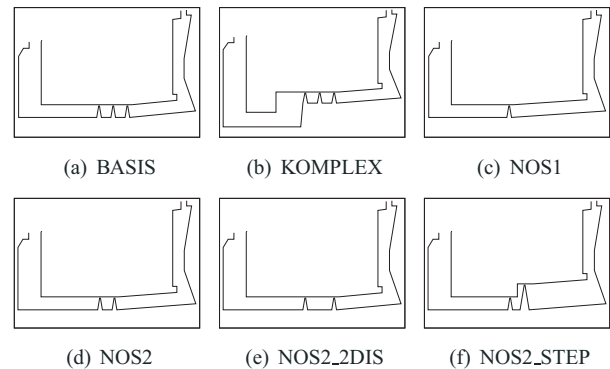 (a) BASIS
(b) KOMPLEX
(c) NOS1
(d) NOS2
(e) NOS2_2DIS
(f) NOS2_STEP